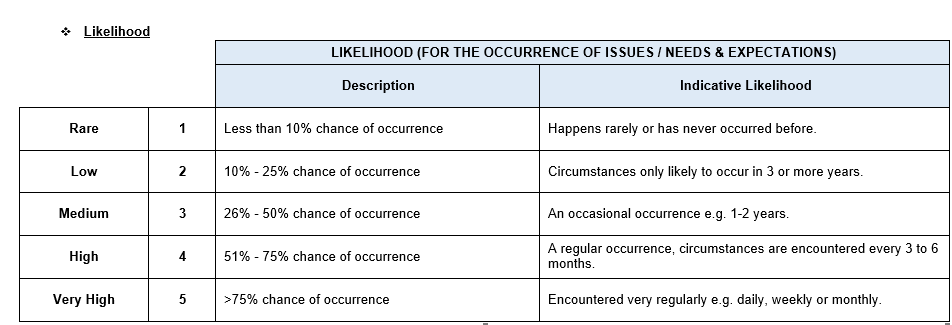 ❖ Likelihood
LIKELIHOOD (FOR THE OCCURRENCE OF ISSUES / NEEDS & EXPECTATIONS)
Description Indicative Likelihood
Rare 1 Less than 10% chance of occurrence Happens rarely or has never occurred before.
Low 2 10% - 25% chance of occurrence Circumstances only likely to occur in 3 or more years.
Medium 3 26% - 50% chance of occurrence An occasional occurrence e.g. 1-2 years.
High 4 51% - 75% chance of occurrence A regular occurrence, circumstances are encountered every 3 to 6
months.
Very High 5 >75% chance of occurrence Encountered very regularly e.g. daily, weekly or monthly.